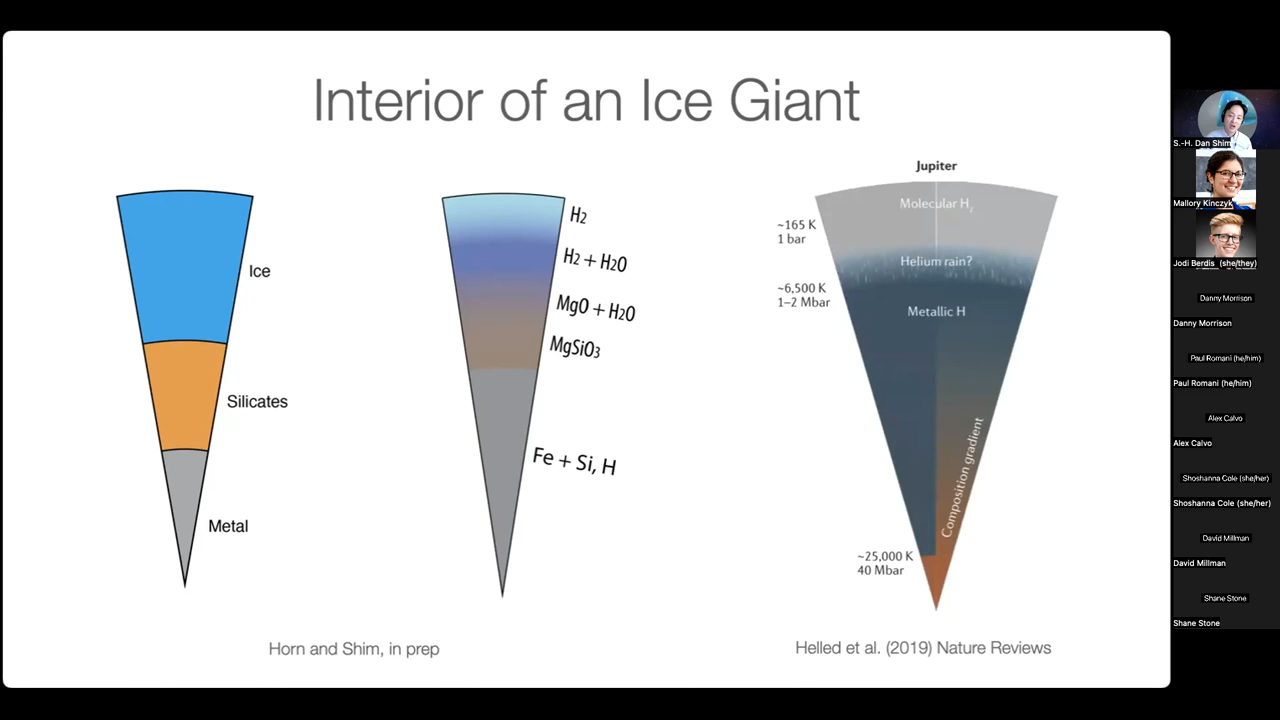 Interior of an Ice Giant
Ice
Silicates
Metal
H2
H2 + H2O
MgO + H2O
MgSiO3
Fe + Si, H
Horn and Shim, in prep
Jupiter
Molecular H2
~165 K
1 bar
Helium rain?
~6,500 K
1–2 Mbar
Metallic H
Composition gradient
~25,000 K
40 Mbar
Helled et al. (2019) Nature Reviews
S.-H. Dan Shim
Mallory Kinczyk
Jodi Berdis (she/they)
Danny Morrison
Danny Morrison
Paul Romani (he/him)
Paul Romani (he/him)
Alex Calvo
Alex Calvo
Shoshanna Cole (she/her)
Shoshanna Cole (she/her)
David Millman
David Millman
Shane Stone
Shane Stone